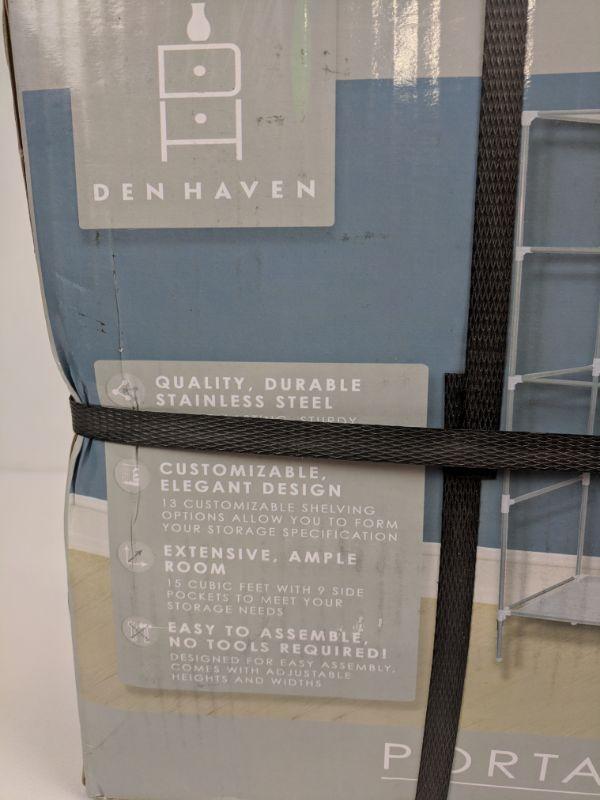 DEN HAVEN
QUALITY, DURABLE
STAINLESS STEEL
STURDY
CUSTOMIZABLE,
ELEGANT DESIGN
13 CUSTOMIZABLE SHELVING
OPTIONS ALLOW YOU TO FORM
YOUR STORAGE SPECIFICATION
EXTENSIVE, AMPLE
ROOM
15 CUBIC FEET WITH 9 SIDE
POCKETS TO MEET YOUR
STORAGE NEEDS
EASY TO ASSEMBLE,
NO TOOLS REQUIRED!
DESIGNED FOR EASY ASSEMBLY.
COMES WITH ADJUSTABLE
HEIGHTS AND WIDTHS
PORTA